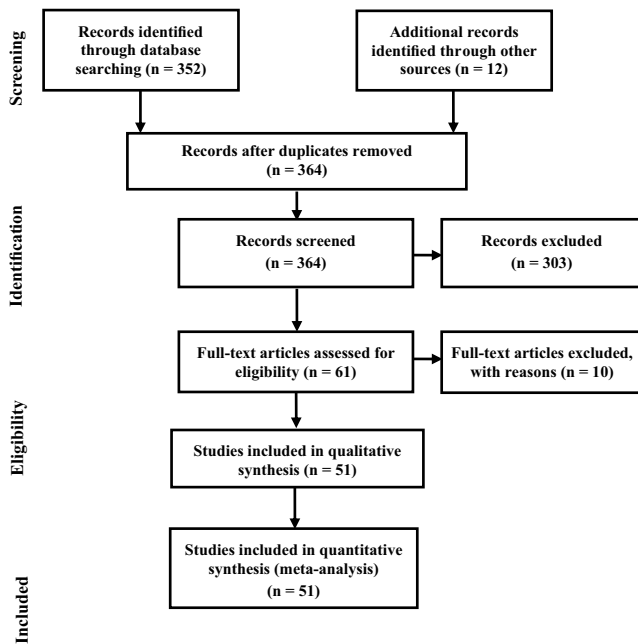 Screening
Records identified
through database
searching (n = 352)
Additional records
identified through other
sources (n = 12)
Records after duplicates removed
(n = 364)
Identification
Records screened
(n = 364)
Records excluded
(n = 303)
Full-text articles assessed for
eligibility (n = 61)
Full-text articles excluded,
with reasons (n = 10)
Eligibility
Studies included in qualitative
synthesis (n = 51)
Included
Studies included in quantitative
synthesis (meta-analysis)
(n = 51)